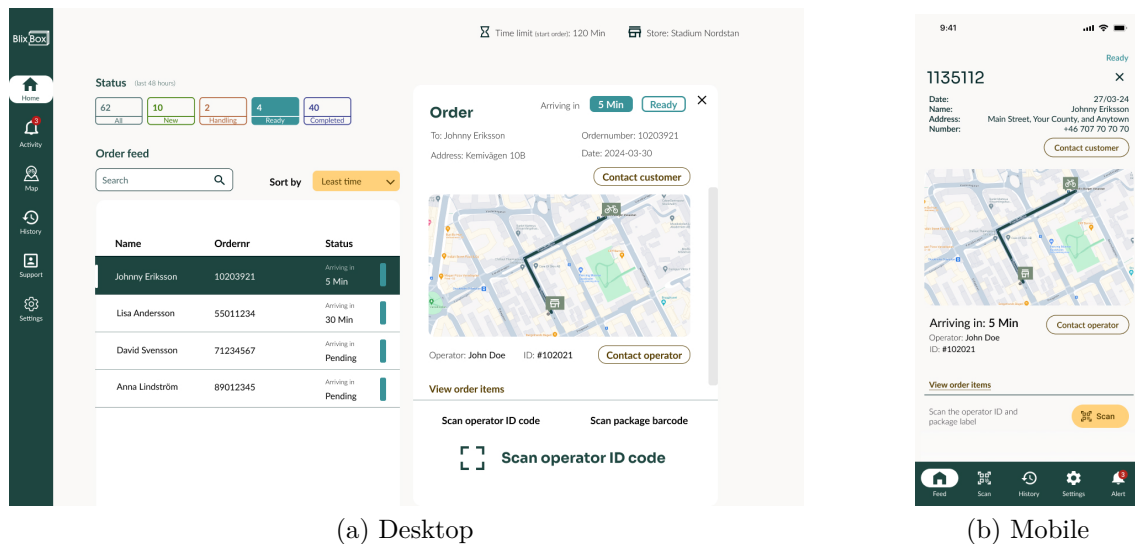 Blix Box
Time limit (start order): 120 Min
Store: Stadium Nordstan
Home
3
Activity
Map
History
Support
Settings
Status (last 48 hours)
62 All
10 New
2 Handling
4 Ready
40 Completed
Order feed
Search
Sort by
Least time
Name Ordernr Status
Johnny Eriksson 10203921 Arriving in 5 Min
Lisa Andersson 55011234 Arriving in 30 Min
David Svensson 71234567 Arriving in Pending
Anna Lindström 89012345 Arriving in Pending
Order
Arriving in 5 Min Ready
To: Johnny Eriksson
Ordernumber: 10203921
Address: Kemivägen 10B
Date: 2024-03-30
Contact customer
Operator: John Doe ID: #102021
Contact operator
View order items
Scan operator ID code
Scan package barcode
Scan operator ID code
(a) Desktop
9:41
Ready
1135112
Date: 27/03-24
Name: Johnny Eriksson
Address: Main Street, Your County, and Anytown
Number: +46 707 70 70 70
Contact customer
Arriving in: 5 Min
Operator: John Doe
ID: #102021
Contact operator
View order items
Scan the operator ID and
package label
Scan
Feed
Scan
History
Settings
3
Alert
(b) Mobile